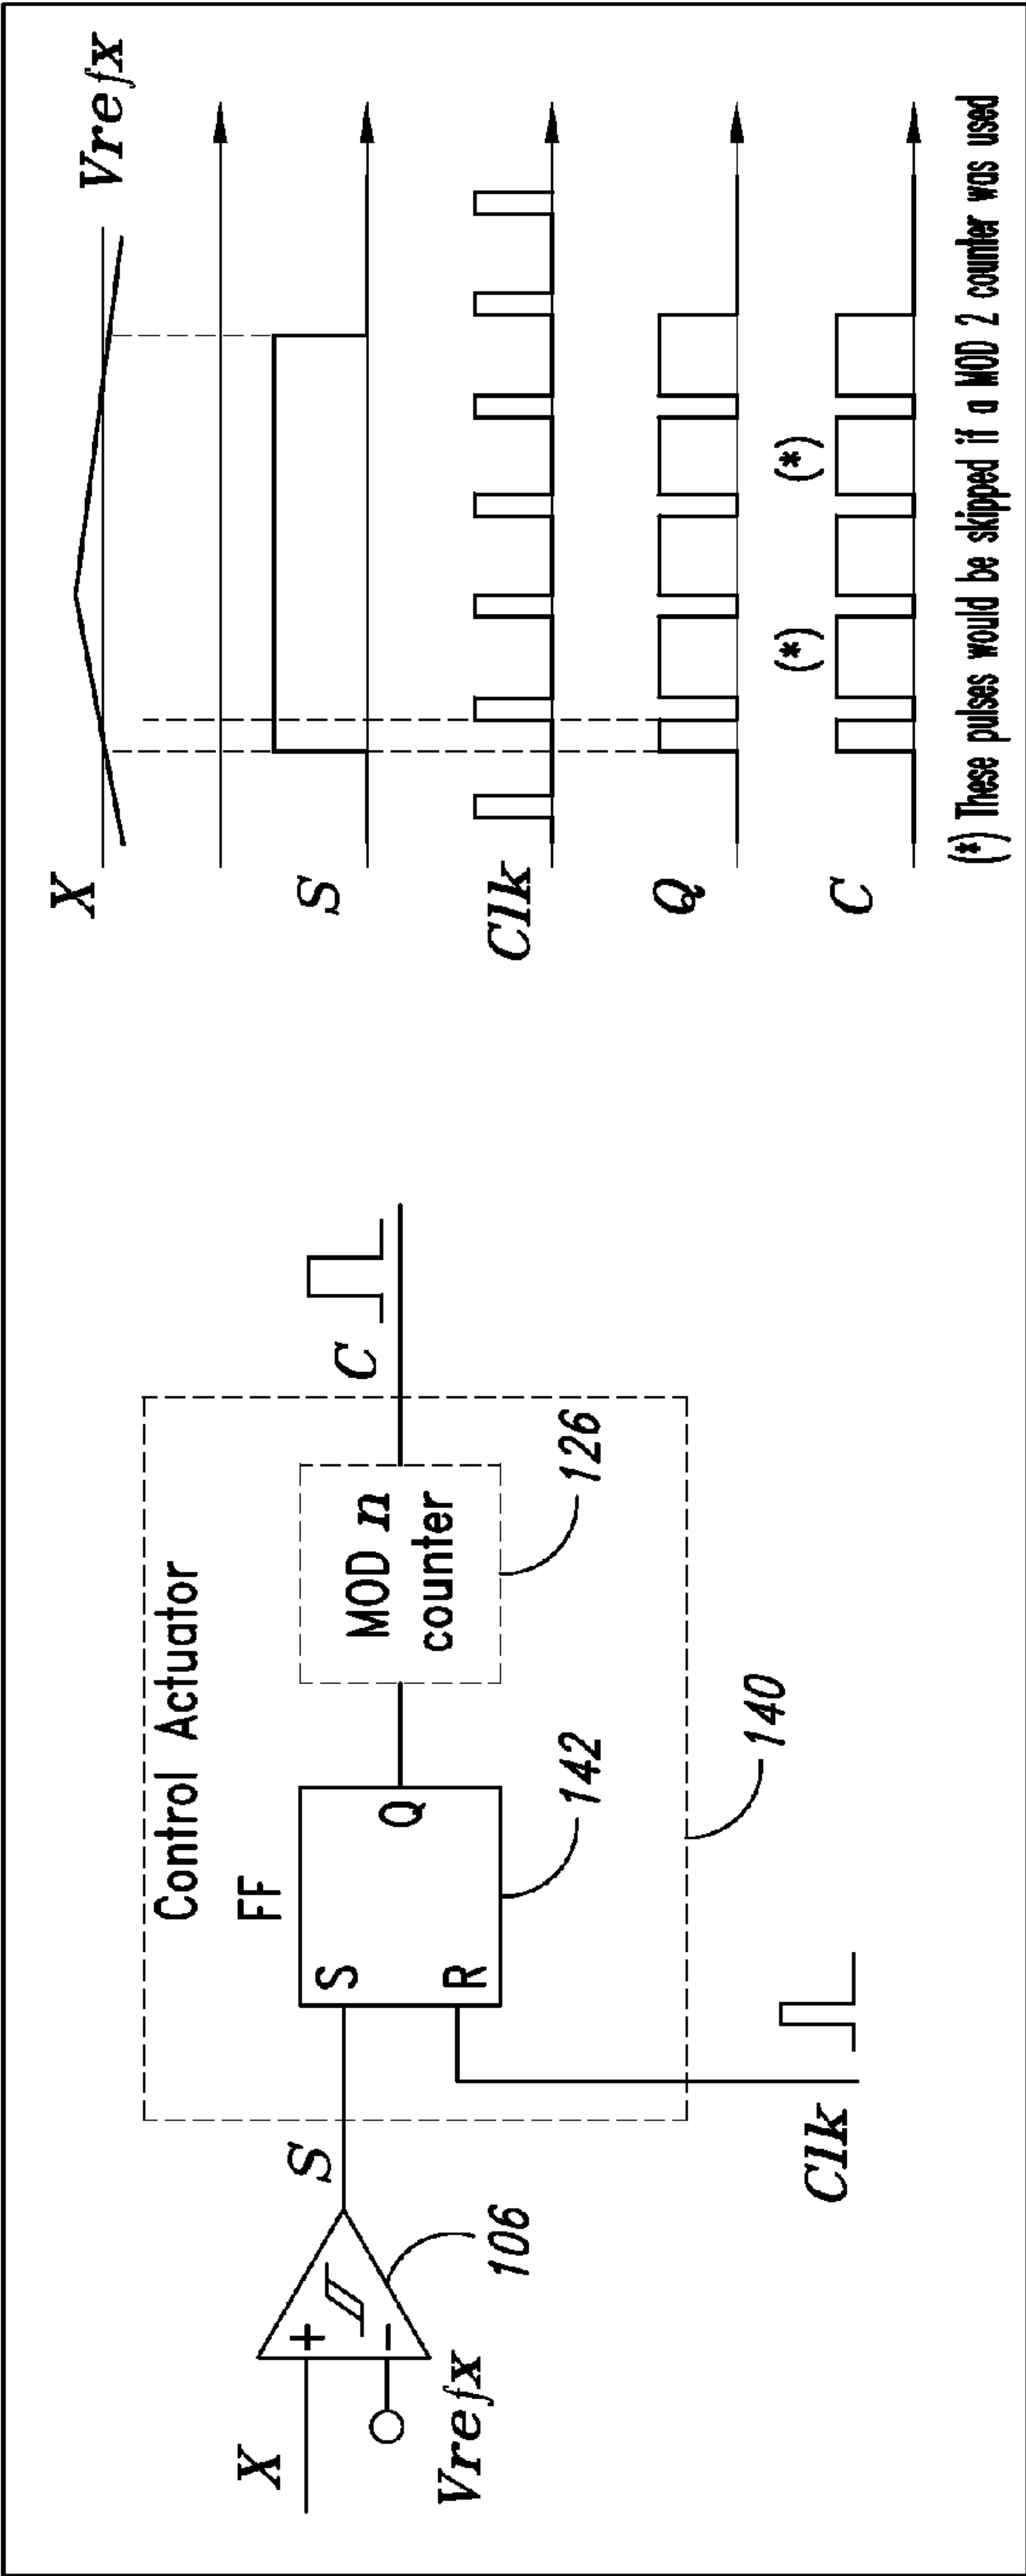 Control Actuator
FF
X
+
-
Vrefx
106
S
S
R
Q
142
MOD n
counter
126
C
Clk
140
X
Vrefx
S
Clk
Q
(*)
(*)
C
(*) These pulses would be skipped if a MOD 2 counter was used